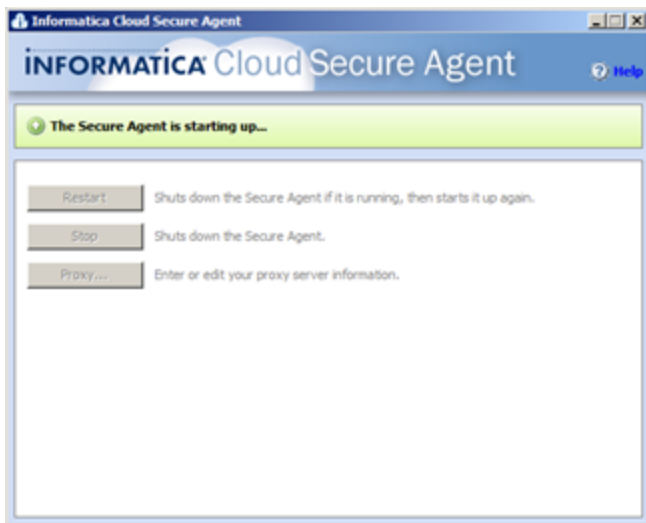 Informatica Cloud Secure Agent
INFORMATICA Cloud Secure Agent
Help
The Secure Agent is starting up...
Restart Shuts down the Secure Agent if it is running, then starts it up again.
Stop Shuts down the Secure Agent.
Proxy... Enter or edit your proxy server information.